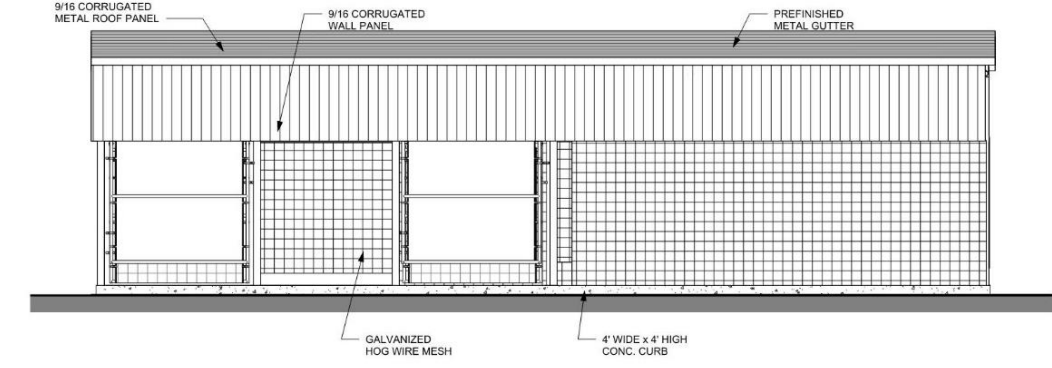 9/16 CORRUGATED
METAL ROOF PANEL
9/16 CORRUGATED
WALL PANEL
PREFINISHED
METAL GUTTER
GALVANIZED
HOG WIRE MESH
4' WIDE x 4' HIGH
CONC. CURB